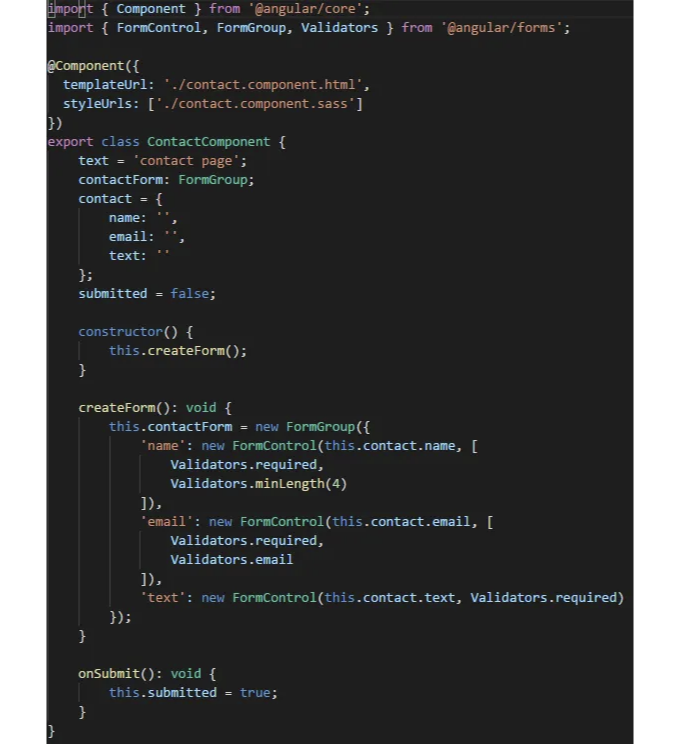 import { Component } from '@angular/core';
import { FormControl, FormGroup, Validators } from '@angular/forms';

@Component({
  templateUrl: './contact.component.html',
  styleUrls: ['./contact.component.sass']
})
export class ContactComponent {
    text = 'contact page';
    contactForm: FormGroup;
    contact = {
        name: '',
        email: '',
        text: ''
    };
    submitted = false;

    constructor() {
        this.createForm();
    }

    createForm(): void {
        this.contactForm = new FormGroup({
            'name': new FormControl(this.contact.name, [
                Validators.required,
                Validators.minLength(4)
            ]),
            'email': new FormControl(this.contact.email, [
                Validators.required,
                Validators.email
            ]),
            'text': new FormControl(this.contact.text, Validators.required)
        });
    }

    onSubmit(): void {
        this.submitted = true;
    }
}